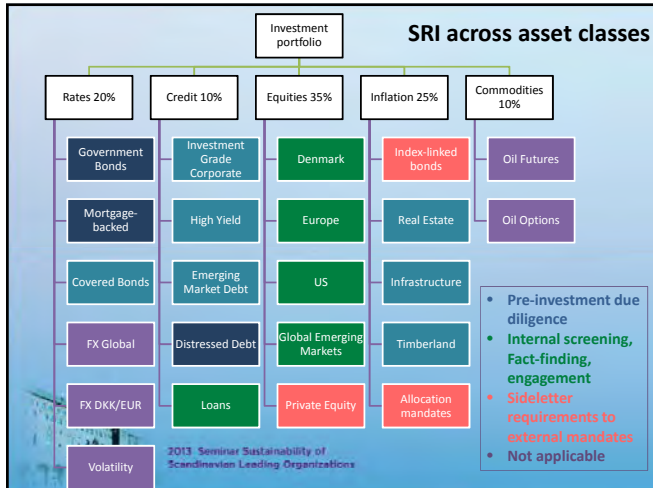 SRI across asset classes
Investment
portfolio
Rates 20%
Credit 10%
Equities 35%
Inflation 25%
Commodities
10%
Government
Bonds
Mortgage-
backed
Covered Bonds
FX Global
FX DKK/EUR
Volatility
Investment
Grade
Corporate
High Yield
Emerging
Market Debt
Distressed Debt
Loans
Denmark
Europe
US
Global Emerging
Markets
Private Equity
Index-linked
bonds
Real Estate
Infrastructure
Timberland
Allocation
mandates
Oil Futures
Oil Options
• Pre-investment due
diligence
• Internal screening,
Fact-finding,
engagement
• Sideletter
requirements to
external mandates
• Not applicable
2013 Seminar Sustainability of
Scandinavian Leading Organizations